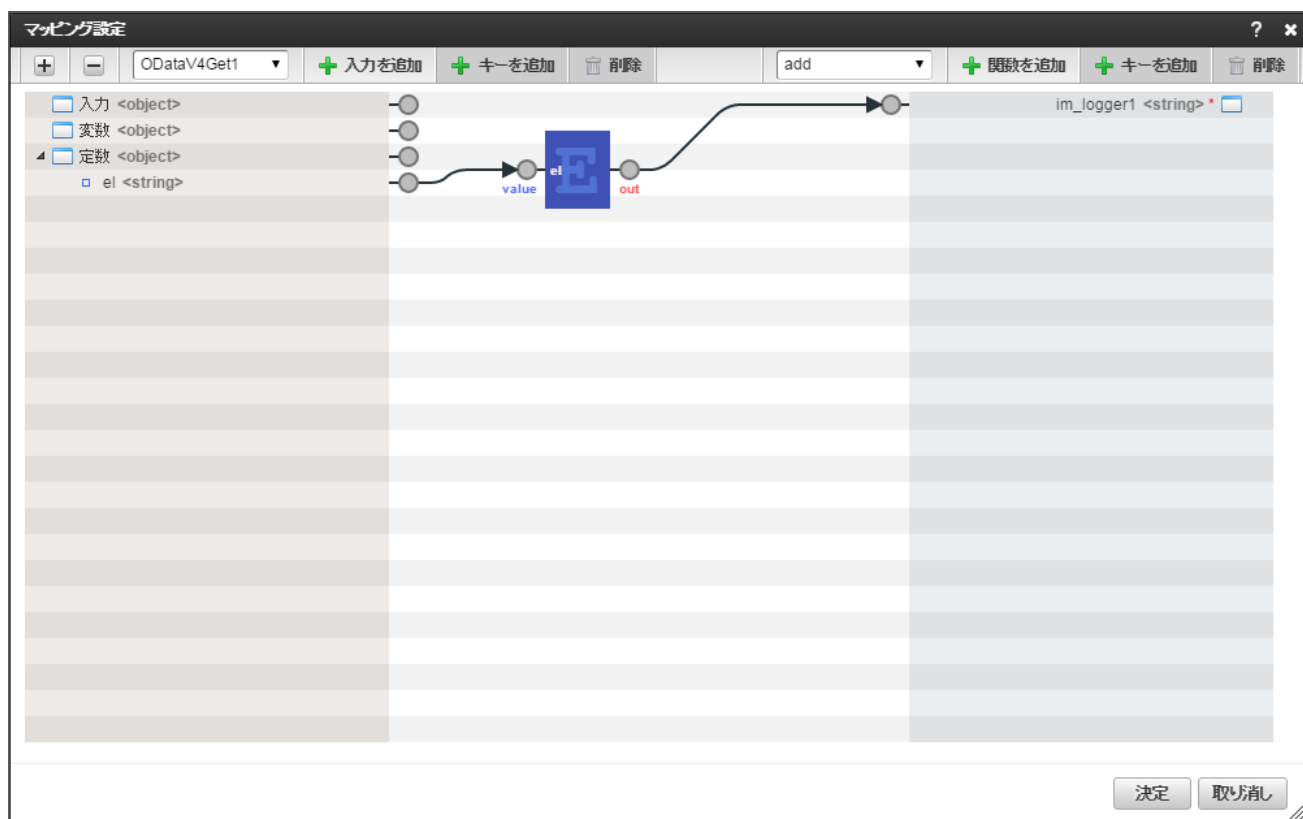 マッピング設定 ? ×
+ - ODataV4Get1 ▼ 入力を追加 キーを追加 削除 add ▼ 関数を追加 キーを追加 削除
入力 <object> im_logger1 <string> *
変数 <object>
定数 <object>
el <string>
el E
value out
決定 取り消し